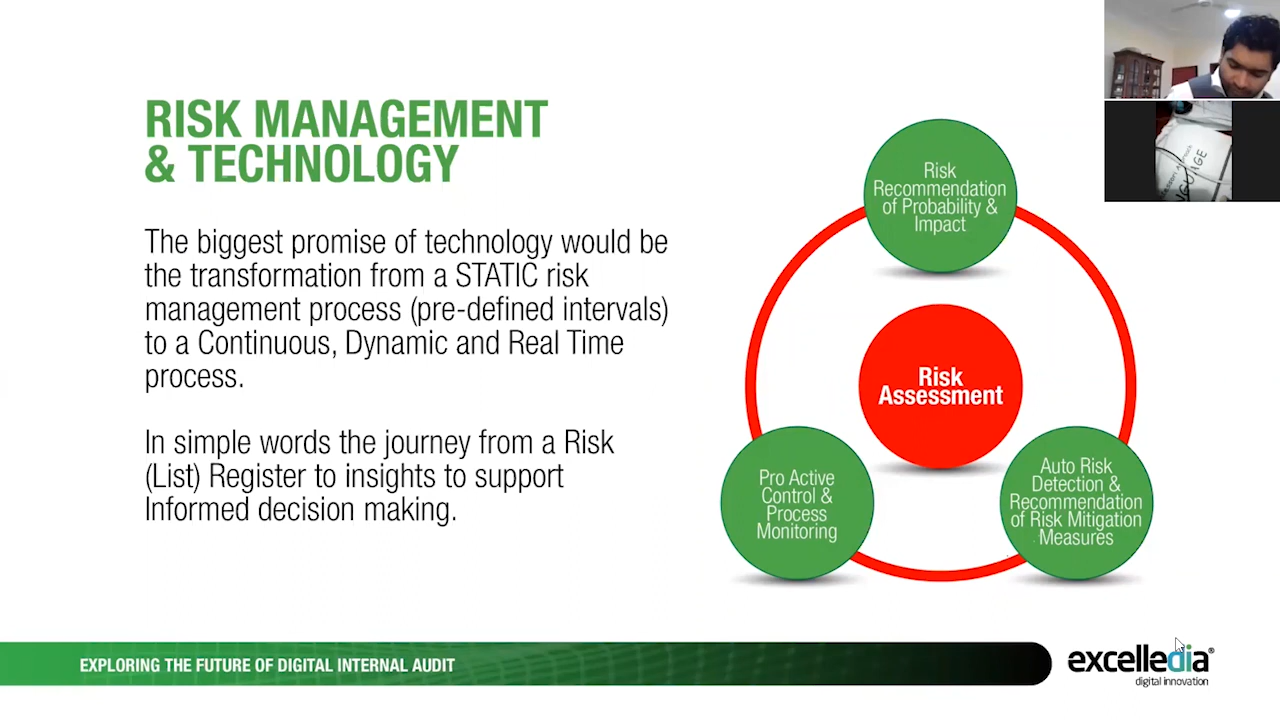 RISK MANAGEMENT
& TECHNOLOGY
The biggest promise of technology would be
the transformation from a STATIC risk
management process (pre-defined intervals)
to a Continuous, Dynamic and Real Time
process.
In simple words the journey from a Risk
(List) Register to insights to support
Informed decision making.
Risk
Recommendation
of Probability &
Impact
Risk
Assessment
Pro Active
Control &
Process
Monitoring
Auto Risk
Detection &
Recommendation
of Risk Mitigation
Measures
EXPLORING THE FUTURE OF DIGITAL INTERNAL AUDIT
excelledia®
digital innovation